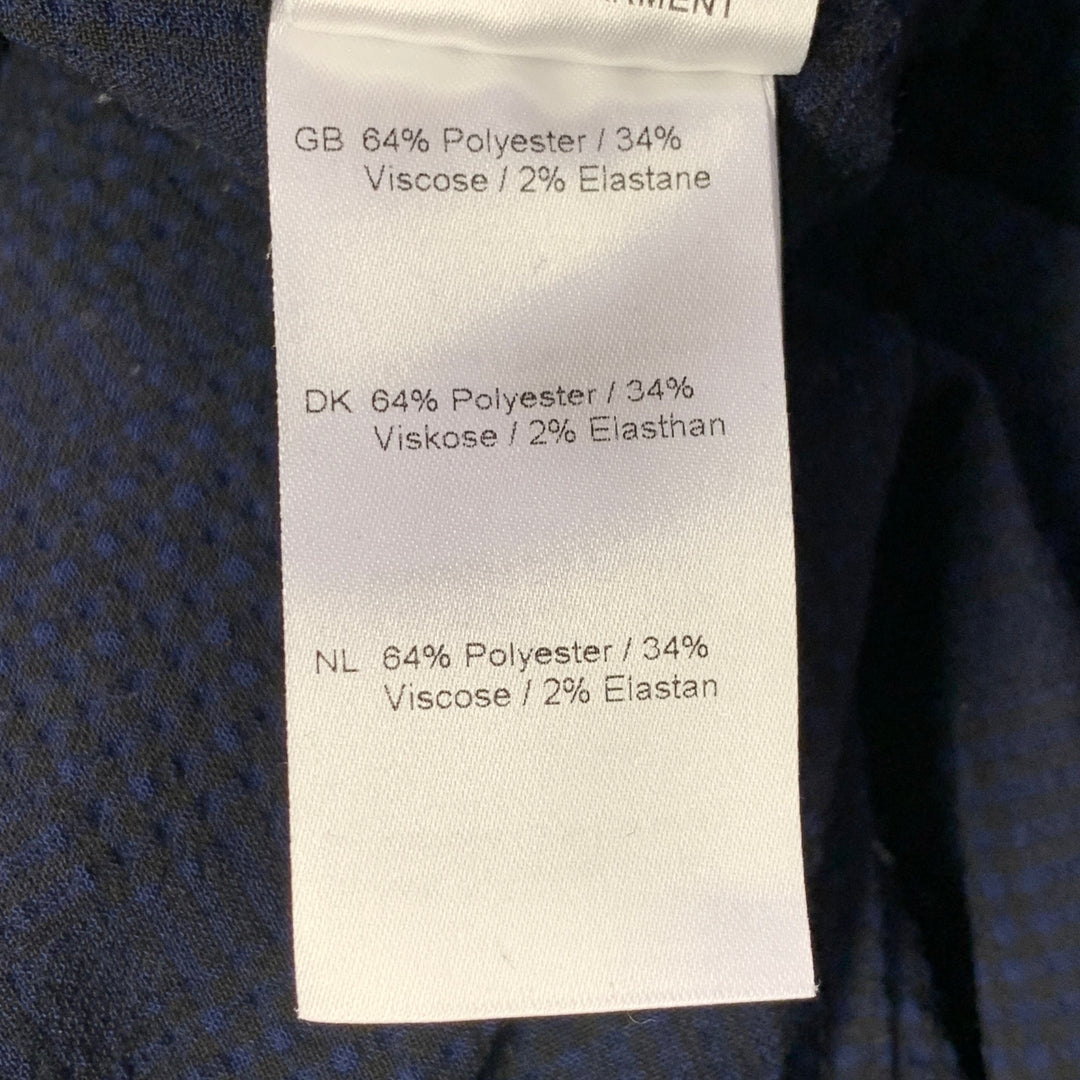 GB 64% Polyester / 34%
Viscose / 2% Elastane
DK 64% Polyester / 34%
Viskose / 2% Elasthan
NL 64% Polyester / 34%
Viscose / 2% Elastan